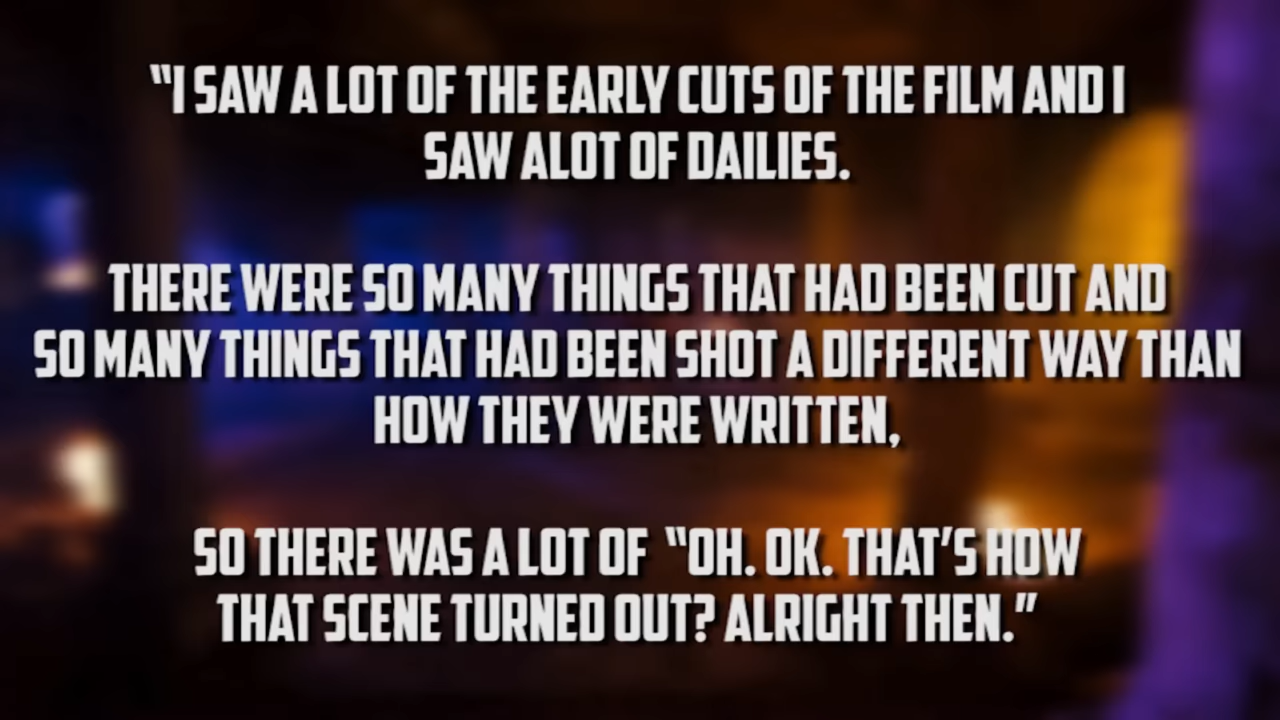 “I SAW A LOT OF THE EARLY CUTS OF THE FILM AND I
SAW ALOT OF DAILIES.
THERE WERE SO MANY THINGS THAT HAD BEEN CUT AND
SO MANY THINGS THAT HAD BEEN SHOT A DIFFERENT WAY THAN
HOW THEY WERE WRITTEN,
SO THERE WAS A LOT OF “OH. OK. THAT’S HOW
THAT SCENE TURNED OUT? ALRIGHT THEN.”